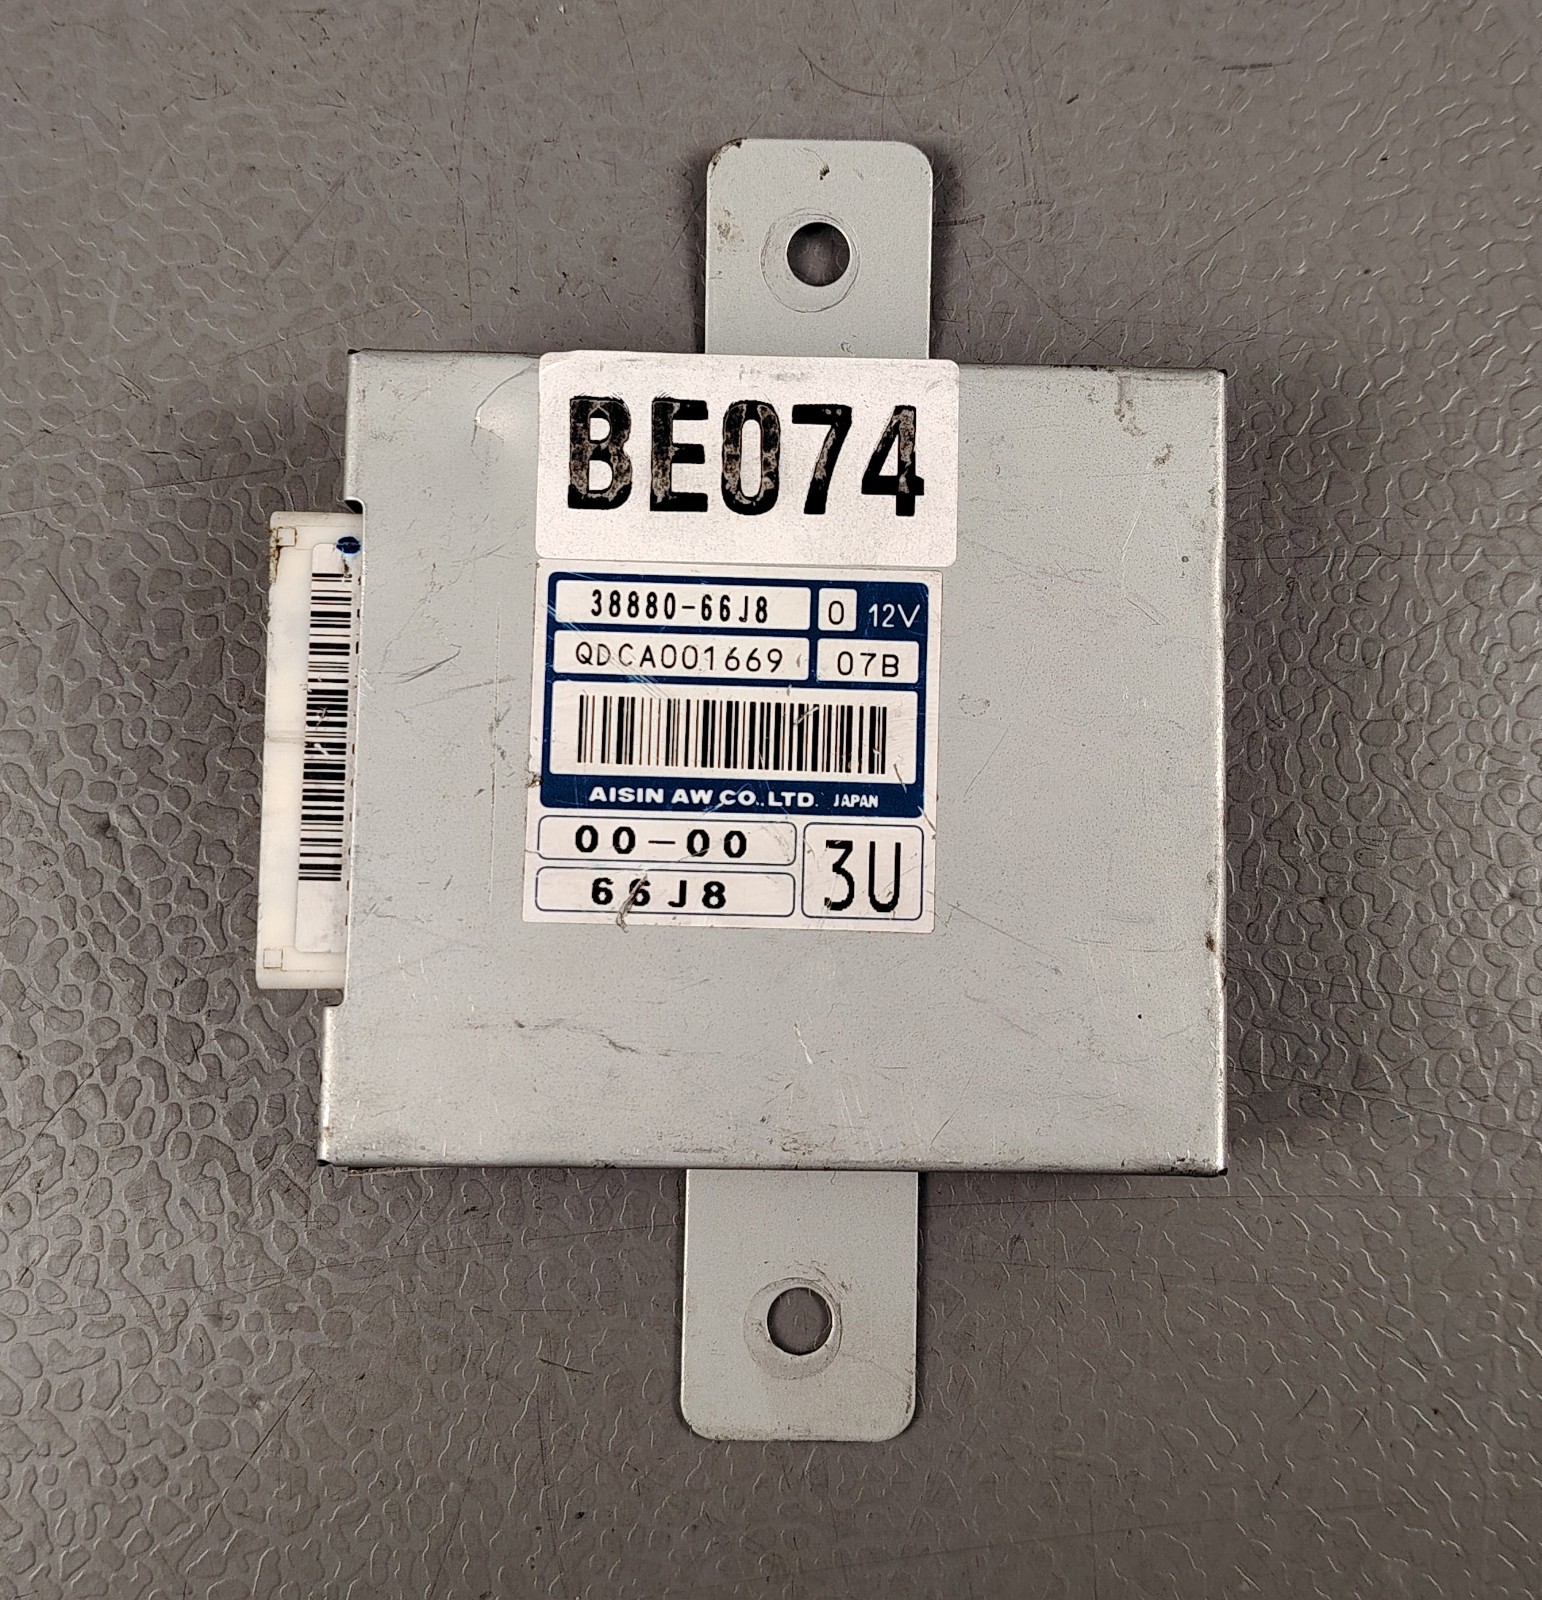 BE074
38880-66J8 0 12V
QDCA001669 07B
AISIN AW CO.,LTD. JAPAN
00-00
66J8 3U